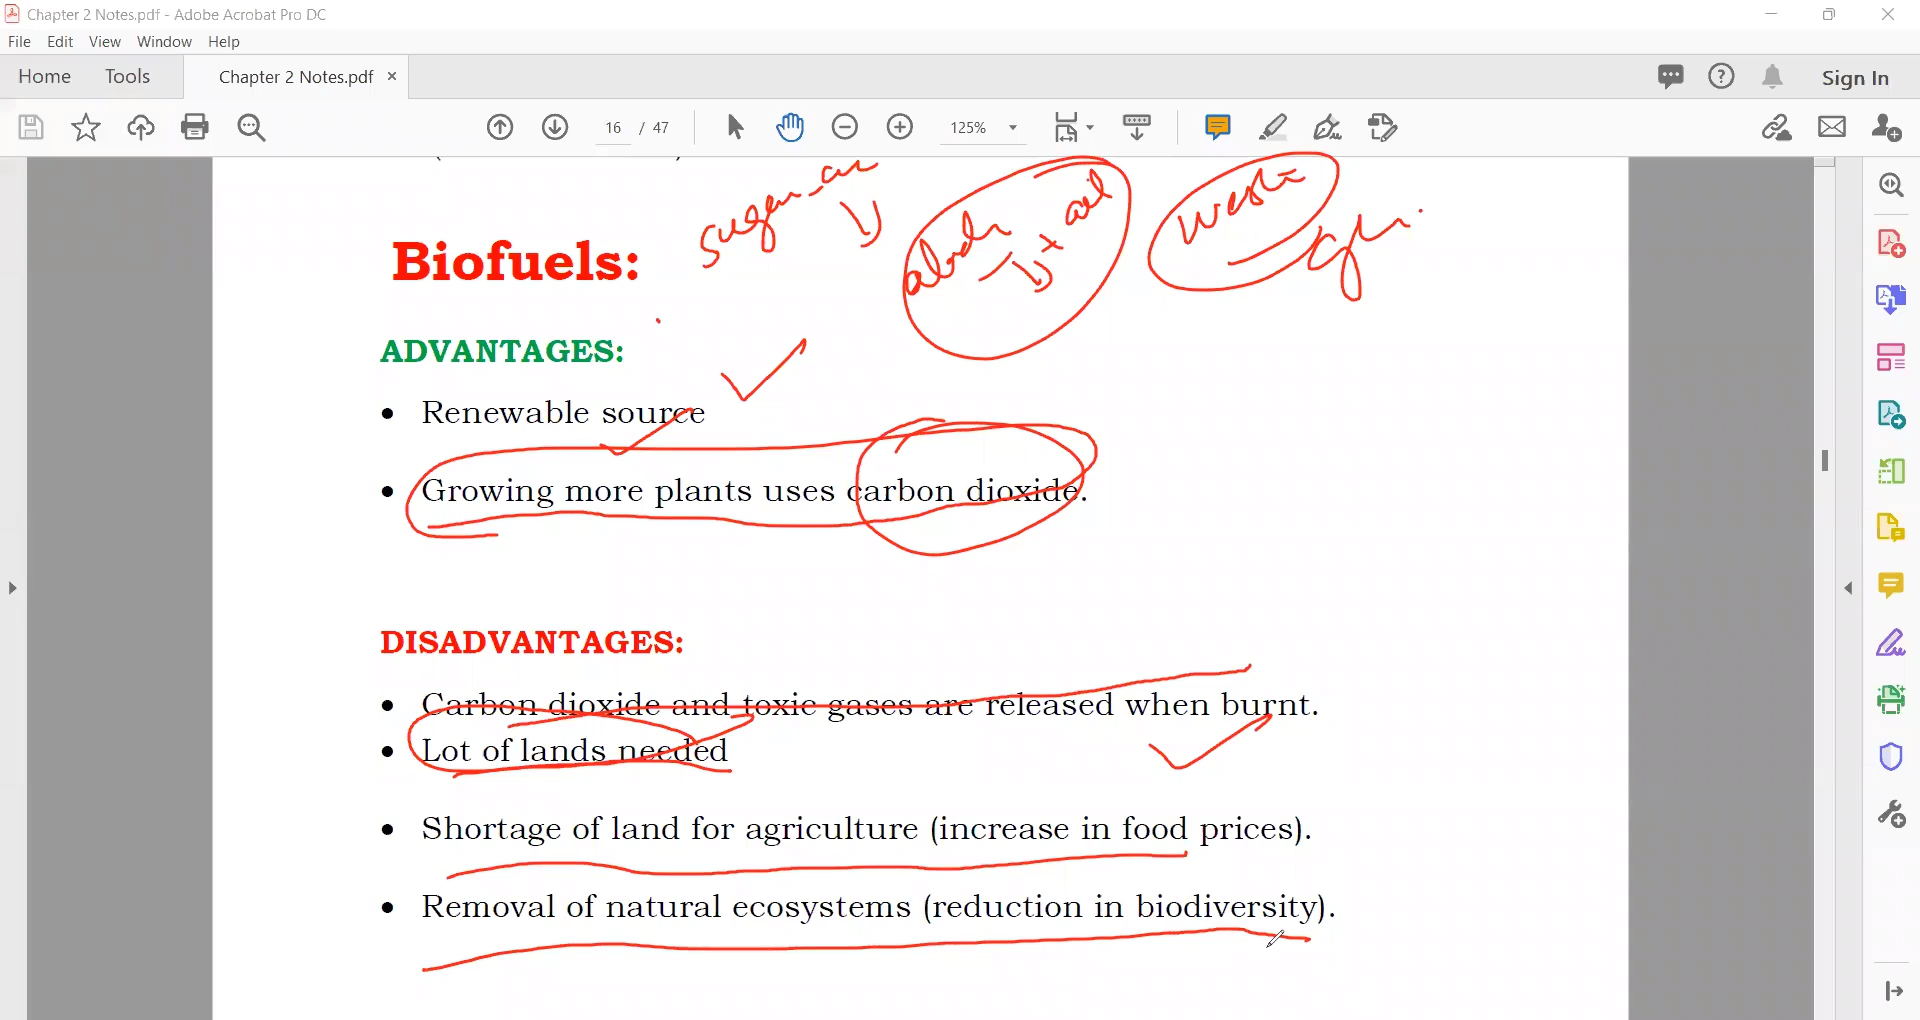 Chapter 2 Notes.pdf - Adobe Acrobat Pro DC
File Edit View Window Help
Home Tools Chapter 2 Notes.pdf × Sign In
16 / 47 125%
waste
Biofuels:
ADVANTAGES:
• Renewable source
• Growing more plants uses carbon dioxide.
DISADVANTAGES:
• Carbon dioxide and toxic gases are released when burnt.
• Lot of lands needed
• Shortage of land for agriculture (increase in food prices).
• Removal of natural ecosystems (reduction in biodiversity).